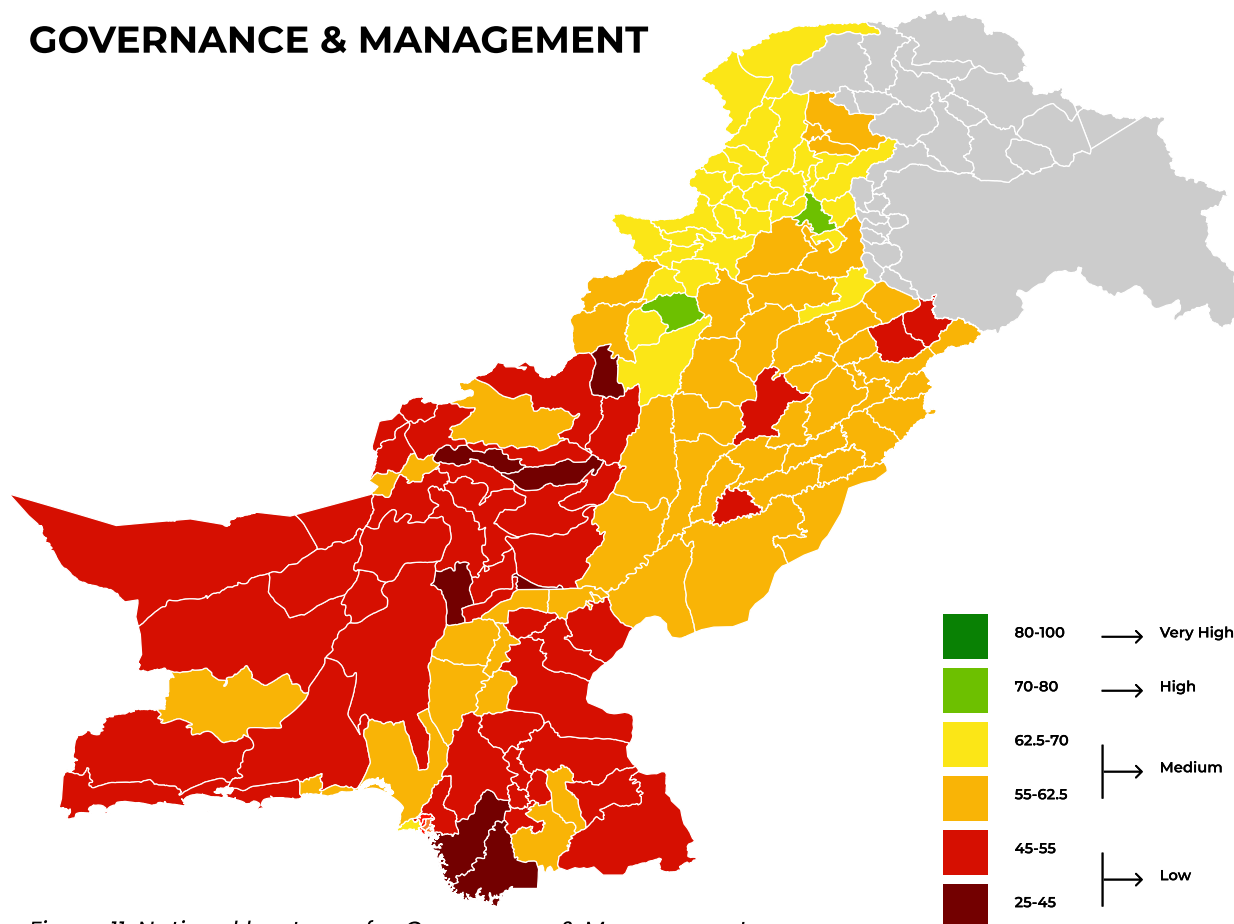 GOVERNANCE & MANAGEMENT
80-100 Very High
70-80 High
62.5-70
Medium
55-62.5
45-55
Low
25-45